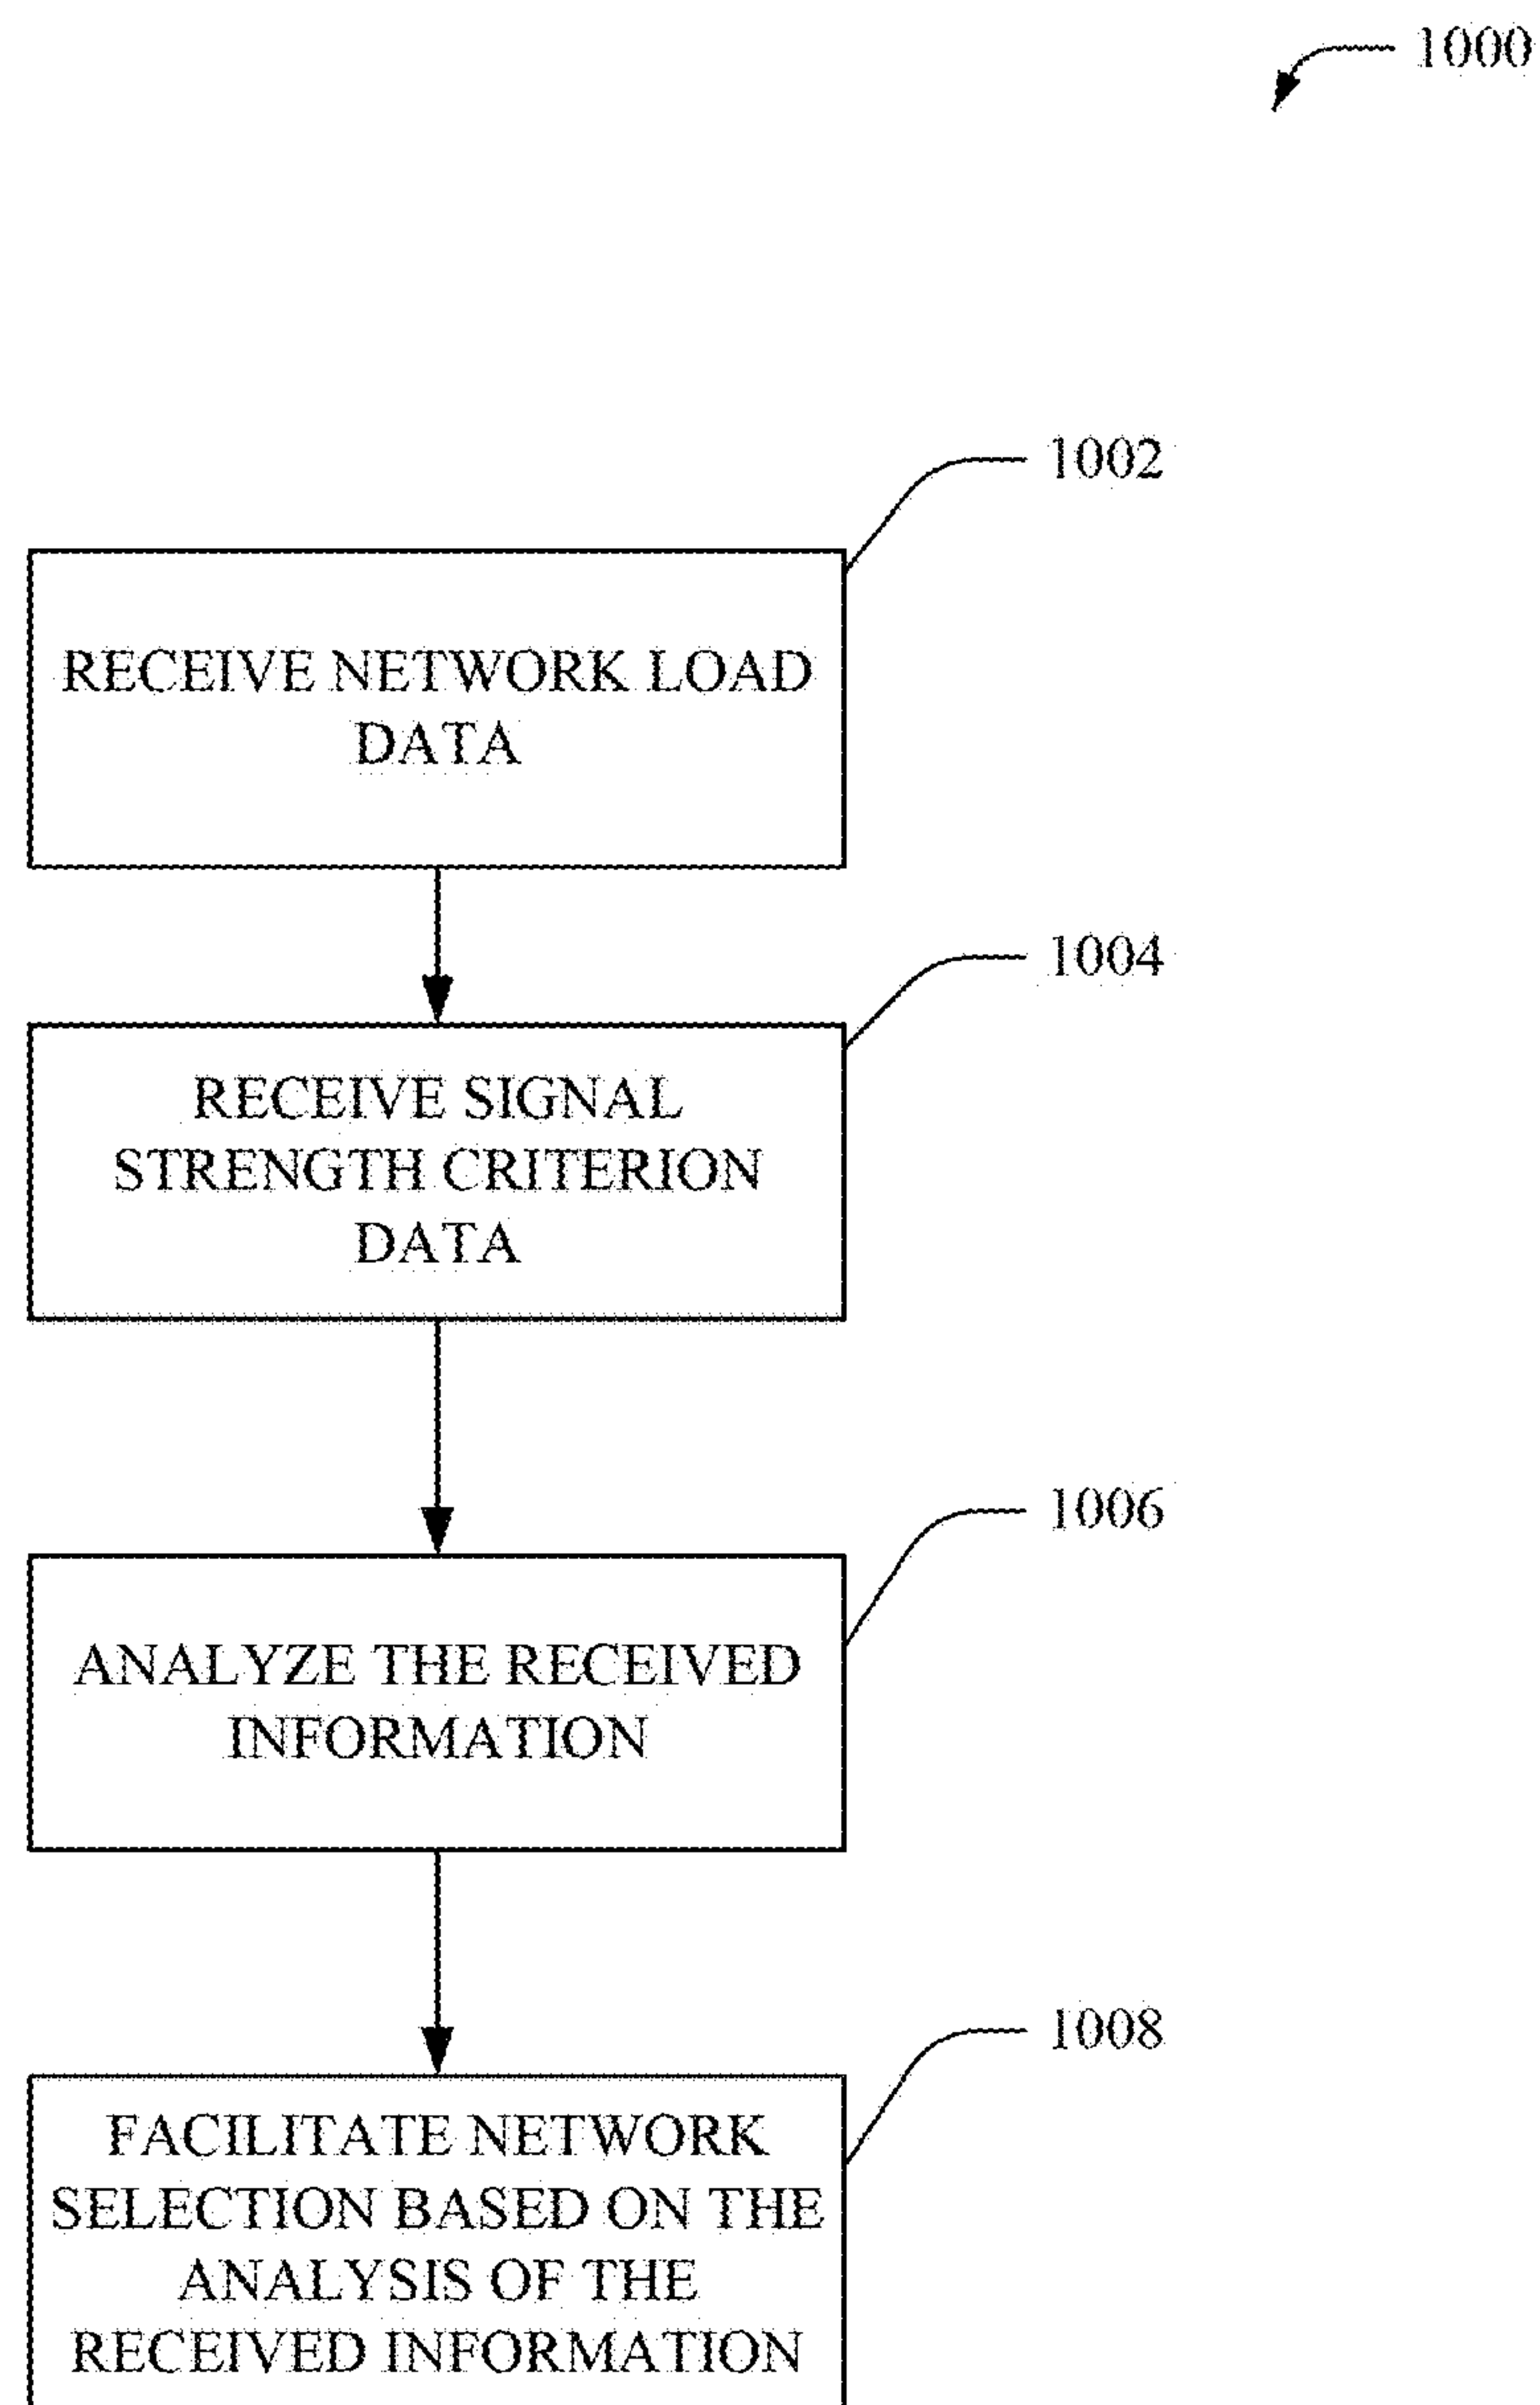 1000
1002
RECEIVE NETWORK LOAD
DATA
1004
RECEIVE SIGNAL
STRENGTH CRITERION
DATA
1006
ANALYZE THE RECEIVED
INFORMATION
1008
FACILITATE NETWORK
SELECTION BASED ON THE
ANALYSIS OF THE
RECEIVED INFORMATION